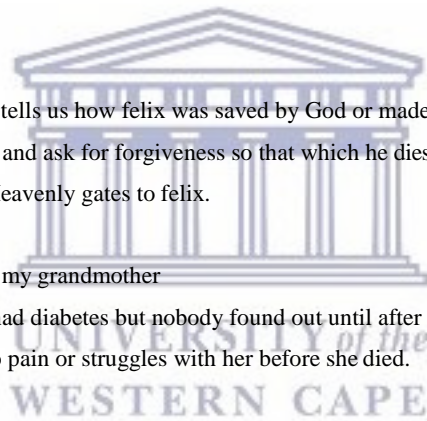 tells us how felix was saved by God or made
and ask for forgiveness so that which he dies
eavenly gates to felix.
my grandmother
ad diabetes but nobody found out until after
pain or struggles with her before she died.
UNIVERSITY of the
WESTERN CAPE